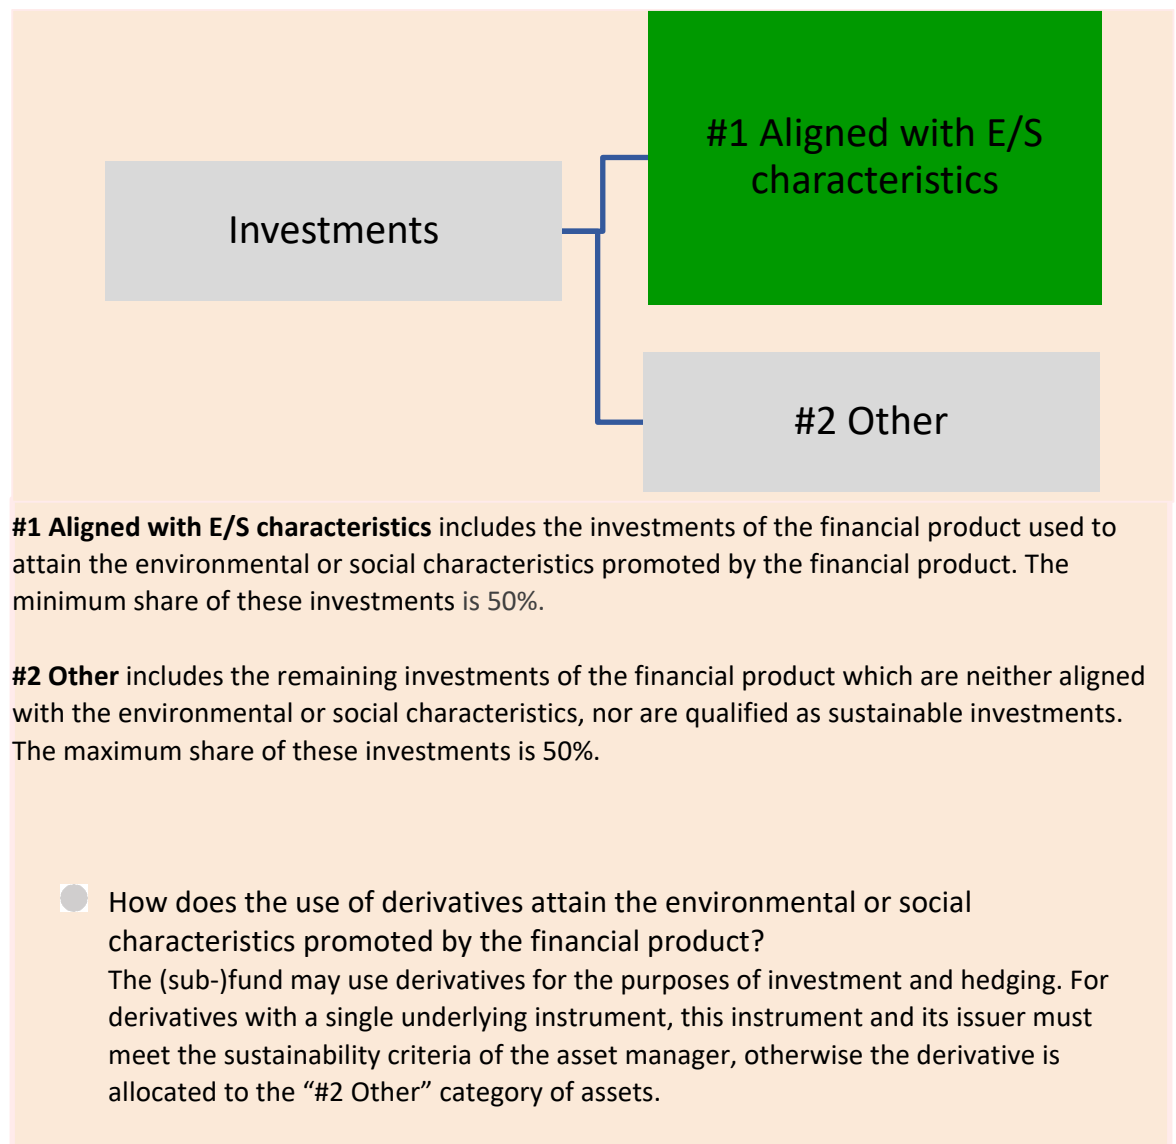 #1 Aligned with E/S
characteristics
Investments
#2 Other
#1 Aligned with E/S characteristics includes the investments of the financial product used to
attain the environmental or social characteristics promoted by the financial product. The
minimum share of these investments is 50%.
#2 Other includes the remaining investments of the financial product which are neither aligned
with the environmental or social characteristics, nor are qualified as sustainable investments.
The maximum share of these investments is 50%.
How does the use of derivatives attain the environmental or social
characteristics promoted by the financial product?
The (sub-)fund may use derivatives for the purposes of investment and hedging. For
derivatives with a single underlying instrument, this instrument and its issuer must
meet the sustainability criteria of the asset manager, otherwise the derivative is
allocated to the “#2 Other” category of assets.